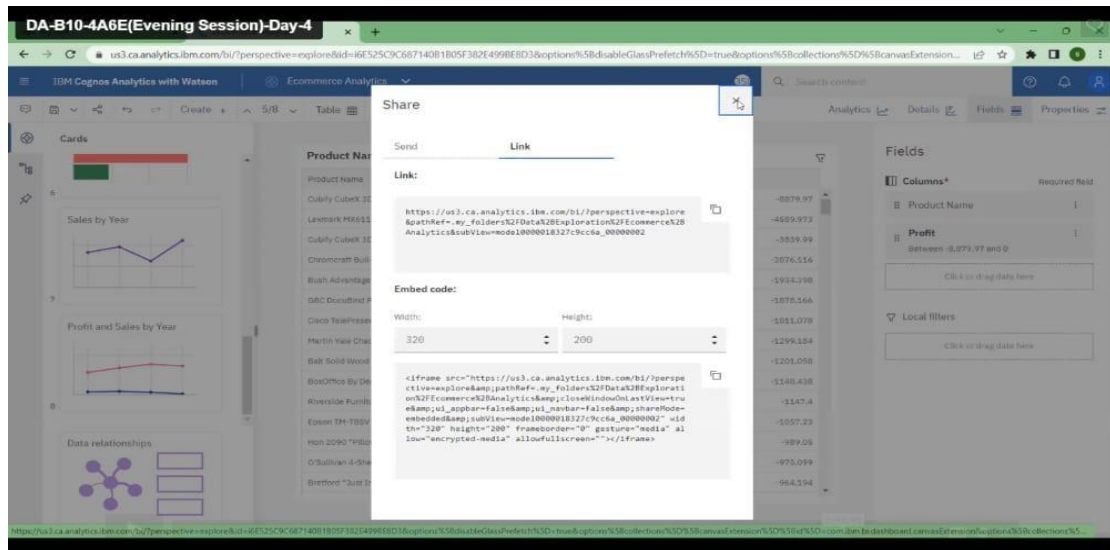 DA-B10-4A6E(Evening Session)-Day-4
us3.ca.analytics.ibm.com/bi/?perspective=explore&id=i6E525C9C687140B1B05F382E499BE8D3&options%5BdisableGlassPrefetch%5D=true&options%5Bcollections%5D%5BcanvasExtension...
IBM Cognos Analytics with Watson
Ecommerce Analytics
Search content
Create
5/8
Table
Analytics
Details
Fields
Properties
Share
Send
Link
Link:
https://us3.ca.analytics.ibm.com/bi/?perspective=explore
&pathRef=.my_folders%2FData%2BExploration%2FEcommerce%2B
Analytics&subView=model0000018327c9cc6a_00000002
Embed code:
Width:
Height:
320
200
<iframe src="https://us3.ca.analytics.ibm.com/bi/?perspe
ctive=explore&amp;pathRef=.my_folders%2FData%2BExplorati
on%2FEcommerce%2BAnalytics&amp;closeWindowOnLastView=tru
e&amp;ui_appbar=false&amp;ui_navbar=false&amp;shareMode=
embedded&amp;subView=model0000018327c9cc6a_00000002" wid
th="320" height="200" frameborder="0" gesture="media" al
low="encrypted-media" allowfullscreen=""></iframe>
Cards
6
Sales by Year
7
Profit and Sales by Year
8
Data relationships
Product Nar
Product Name
Cubify CubeX 3D
-8879.97
Lexmark MX611
-4589.973
Cubify CubeX 3D
-3839.99
Chromcraft Bull
-2876.116
Bush Advantage
-1934.398
GBC DocuBind P
-1878.166
Cisco TelePresen
-1811.078
Martin Yale Chad
-1299.184
Balt Solid Wood
-1201.058
BoxOffice By De
-1148.438
Riverside Furnit
-1147.4
Epson TM-T88V
-1057.23
Hon 2090 "Pillo
-989.05
O'Sullivan 4-She
-975.099
Bretford "Just In
-964.194
Fields
Columns*
Required field
Product Name
Profit
Between -8,879.97 and 0
Click or drag data here
Local filters
Click or drag data here